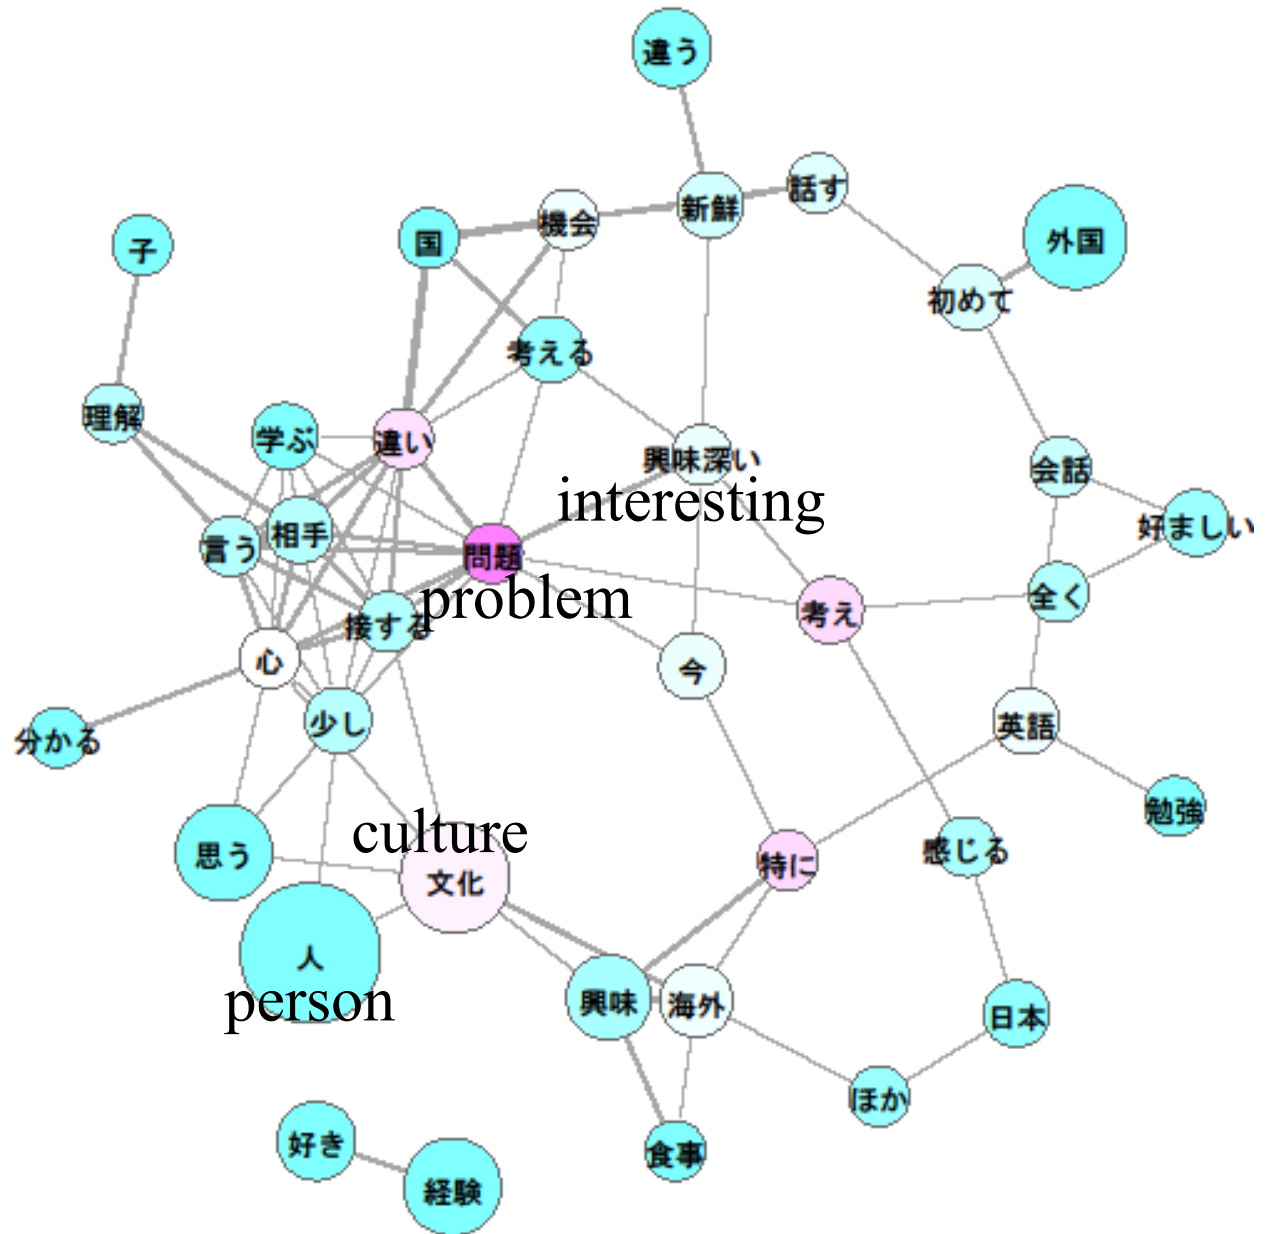 違う
話す
新鮮
機会
国
外国
子
初めて
考える
理解
学ぶ
違い
興味深い
会話
interesting
相手
言う
問題
好ましい
problem
考え
全く
接する
心
今
少し
英語
分かる
勉強
culture
思う
文化
特に
感じる
人
person
興味
海外
日本
ほか
好き
食事
経験